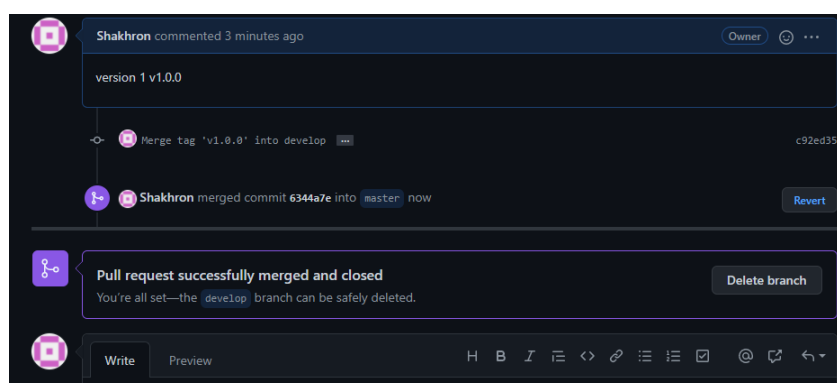 Shakhron commented 3 minutes ago Owner
version 1 v1.0.0
Merge tag 'v1.0.0' into develop c92ed35
Shakhron merged commit 6344a7e into master now Revert
Pull request successfully merged and closed
You're all set—the develop branch can be safely deleted.
Delete branch
Write Preview